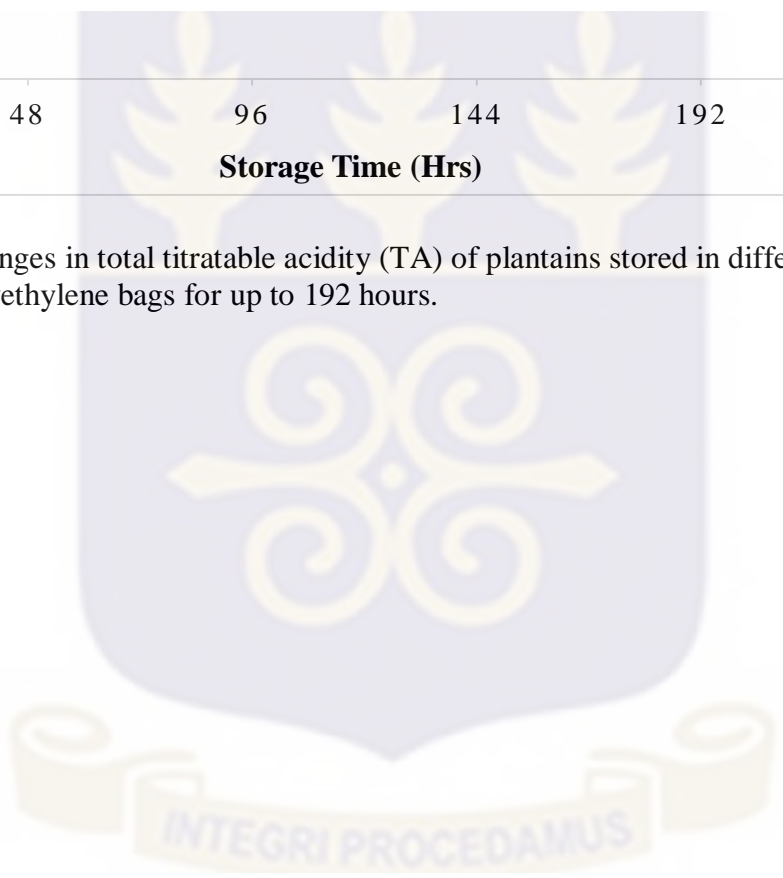 48 96 144 192
Storage Time (Hrs)
nges in total titratable acidity (TA) of plantains stored in diffe
ethylene bags for up to 192 hours.
INTEGRI PROCEDAMUS